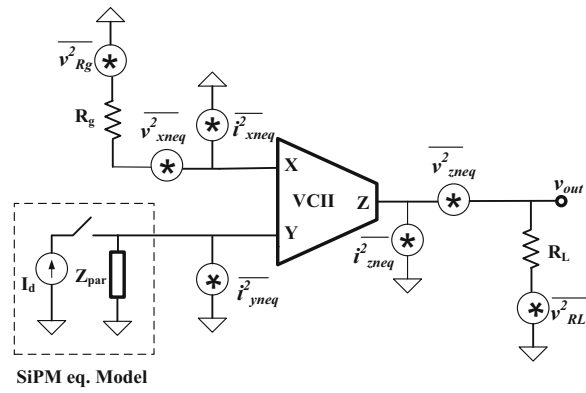 v²Rg
Rg
v²xneq
i²xneq
X
VCII
Z
Y
v²zneq
vout
i²zneq
RL
v²RL
i²yneq
Id
Zpar
SiPM eq. Model